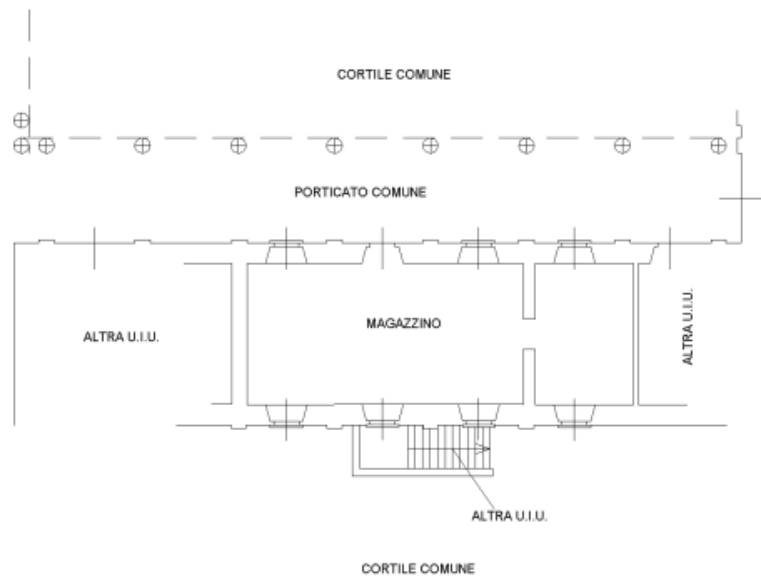 CORTILE COMUNE
PORTICATO COMUNE
ALTRA U.I.U.
MAGAZZINO
ALTRA U.I.U.
ALTRA U.I.U.
CORTILE COMUNE